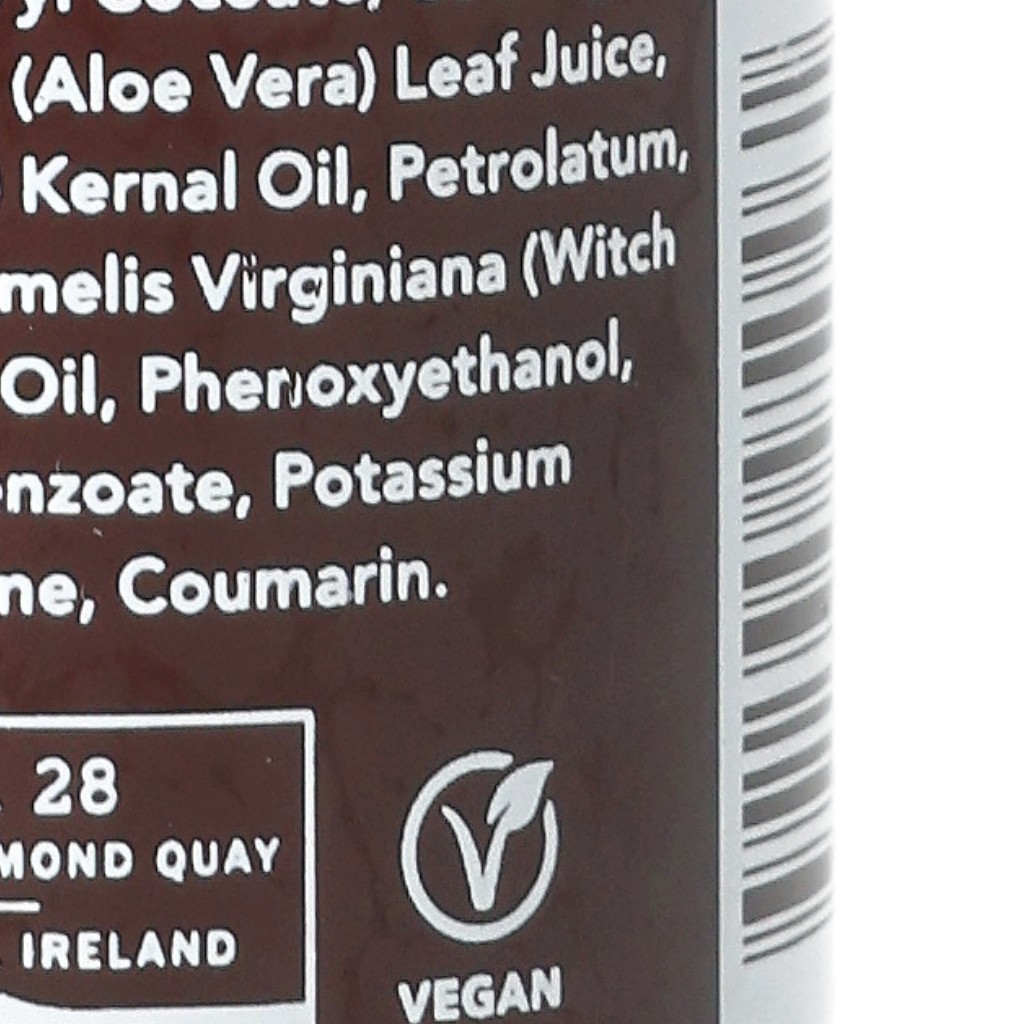 (Aloe Vera) Leaf Juice,
Kernal Oil, Petrolatum,
melis Virginiana (Witch
Oil, Phenoxyethanol,
nzoate, Potassium
ne, Coumarin.
28
MOND QUAY
IRELAND
VEGAN